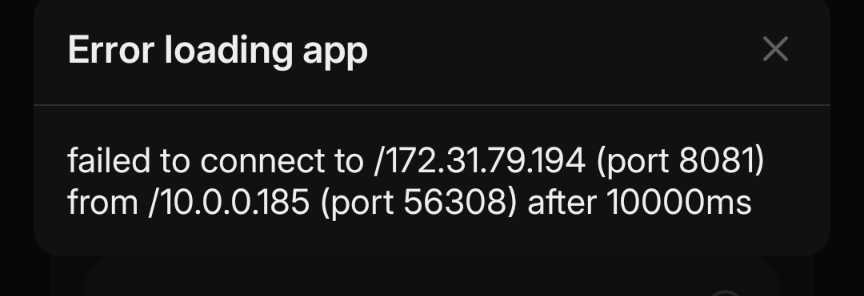 Error loading app
failed to connect to /172.31.79.194 (port 8081)
from /10.0.0.185 (port 56308) after 10000ms